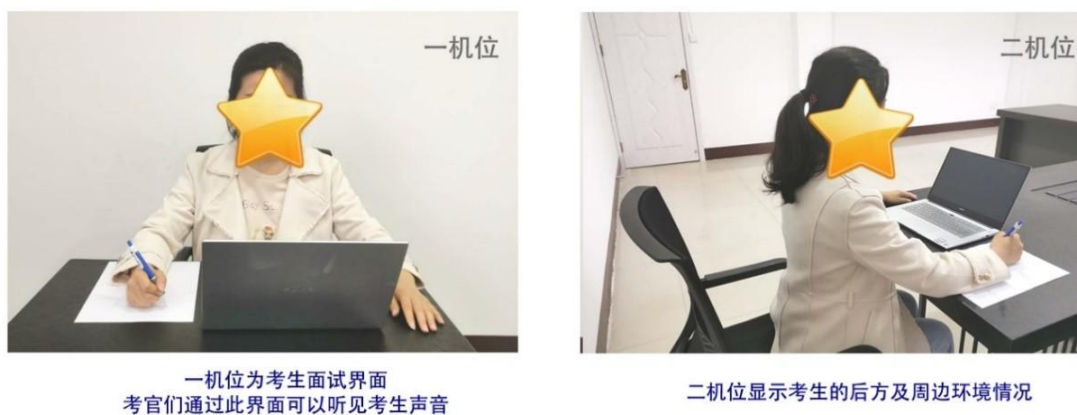 一机位
二机位
一机位为考生面试界面
考官们通过此界面可以听见考生声音
二机位显示考生的后方及周边环境情况